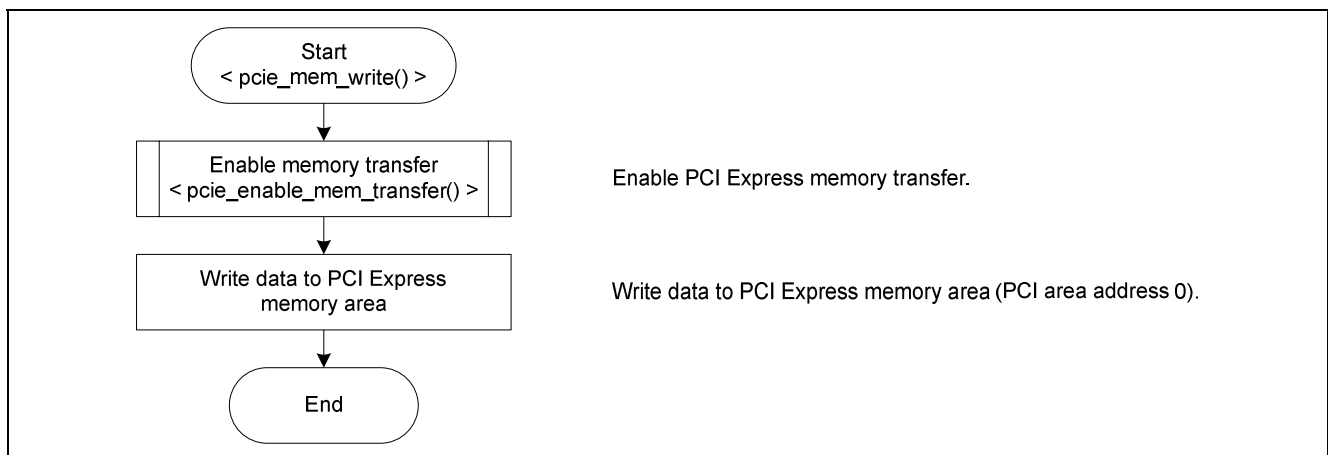 Start
< pcie_mem_write() >
Enable memory transfer
< pcie_enable_mem_transfer() >
Enable PCI Express memory transfer.
Write data to PCI Express
memory area
Write data to PCI Express memory area (PCI area address 0).
End